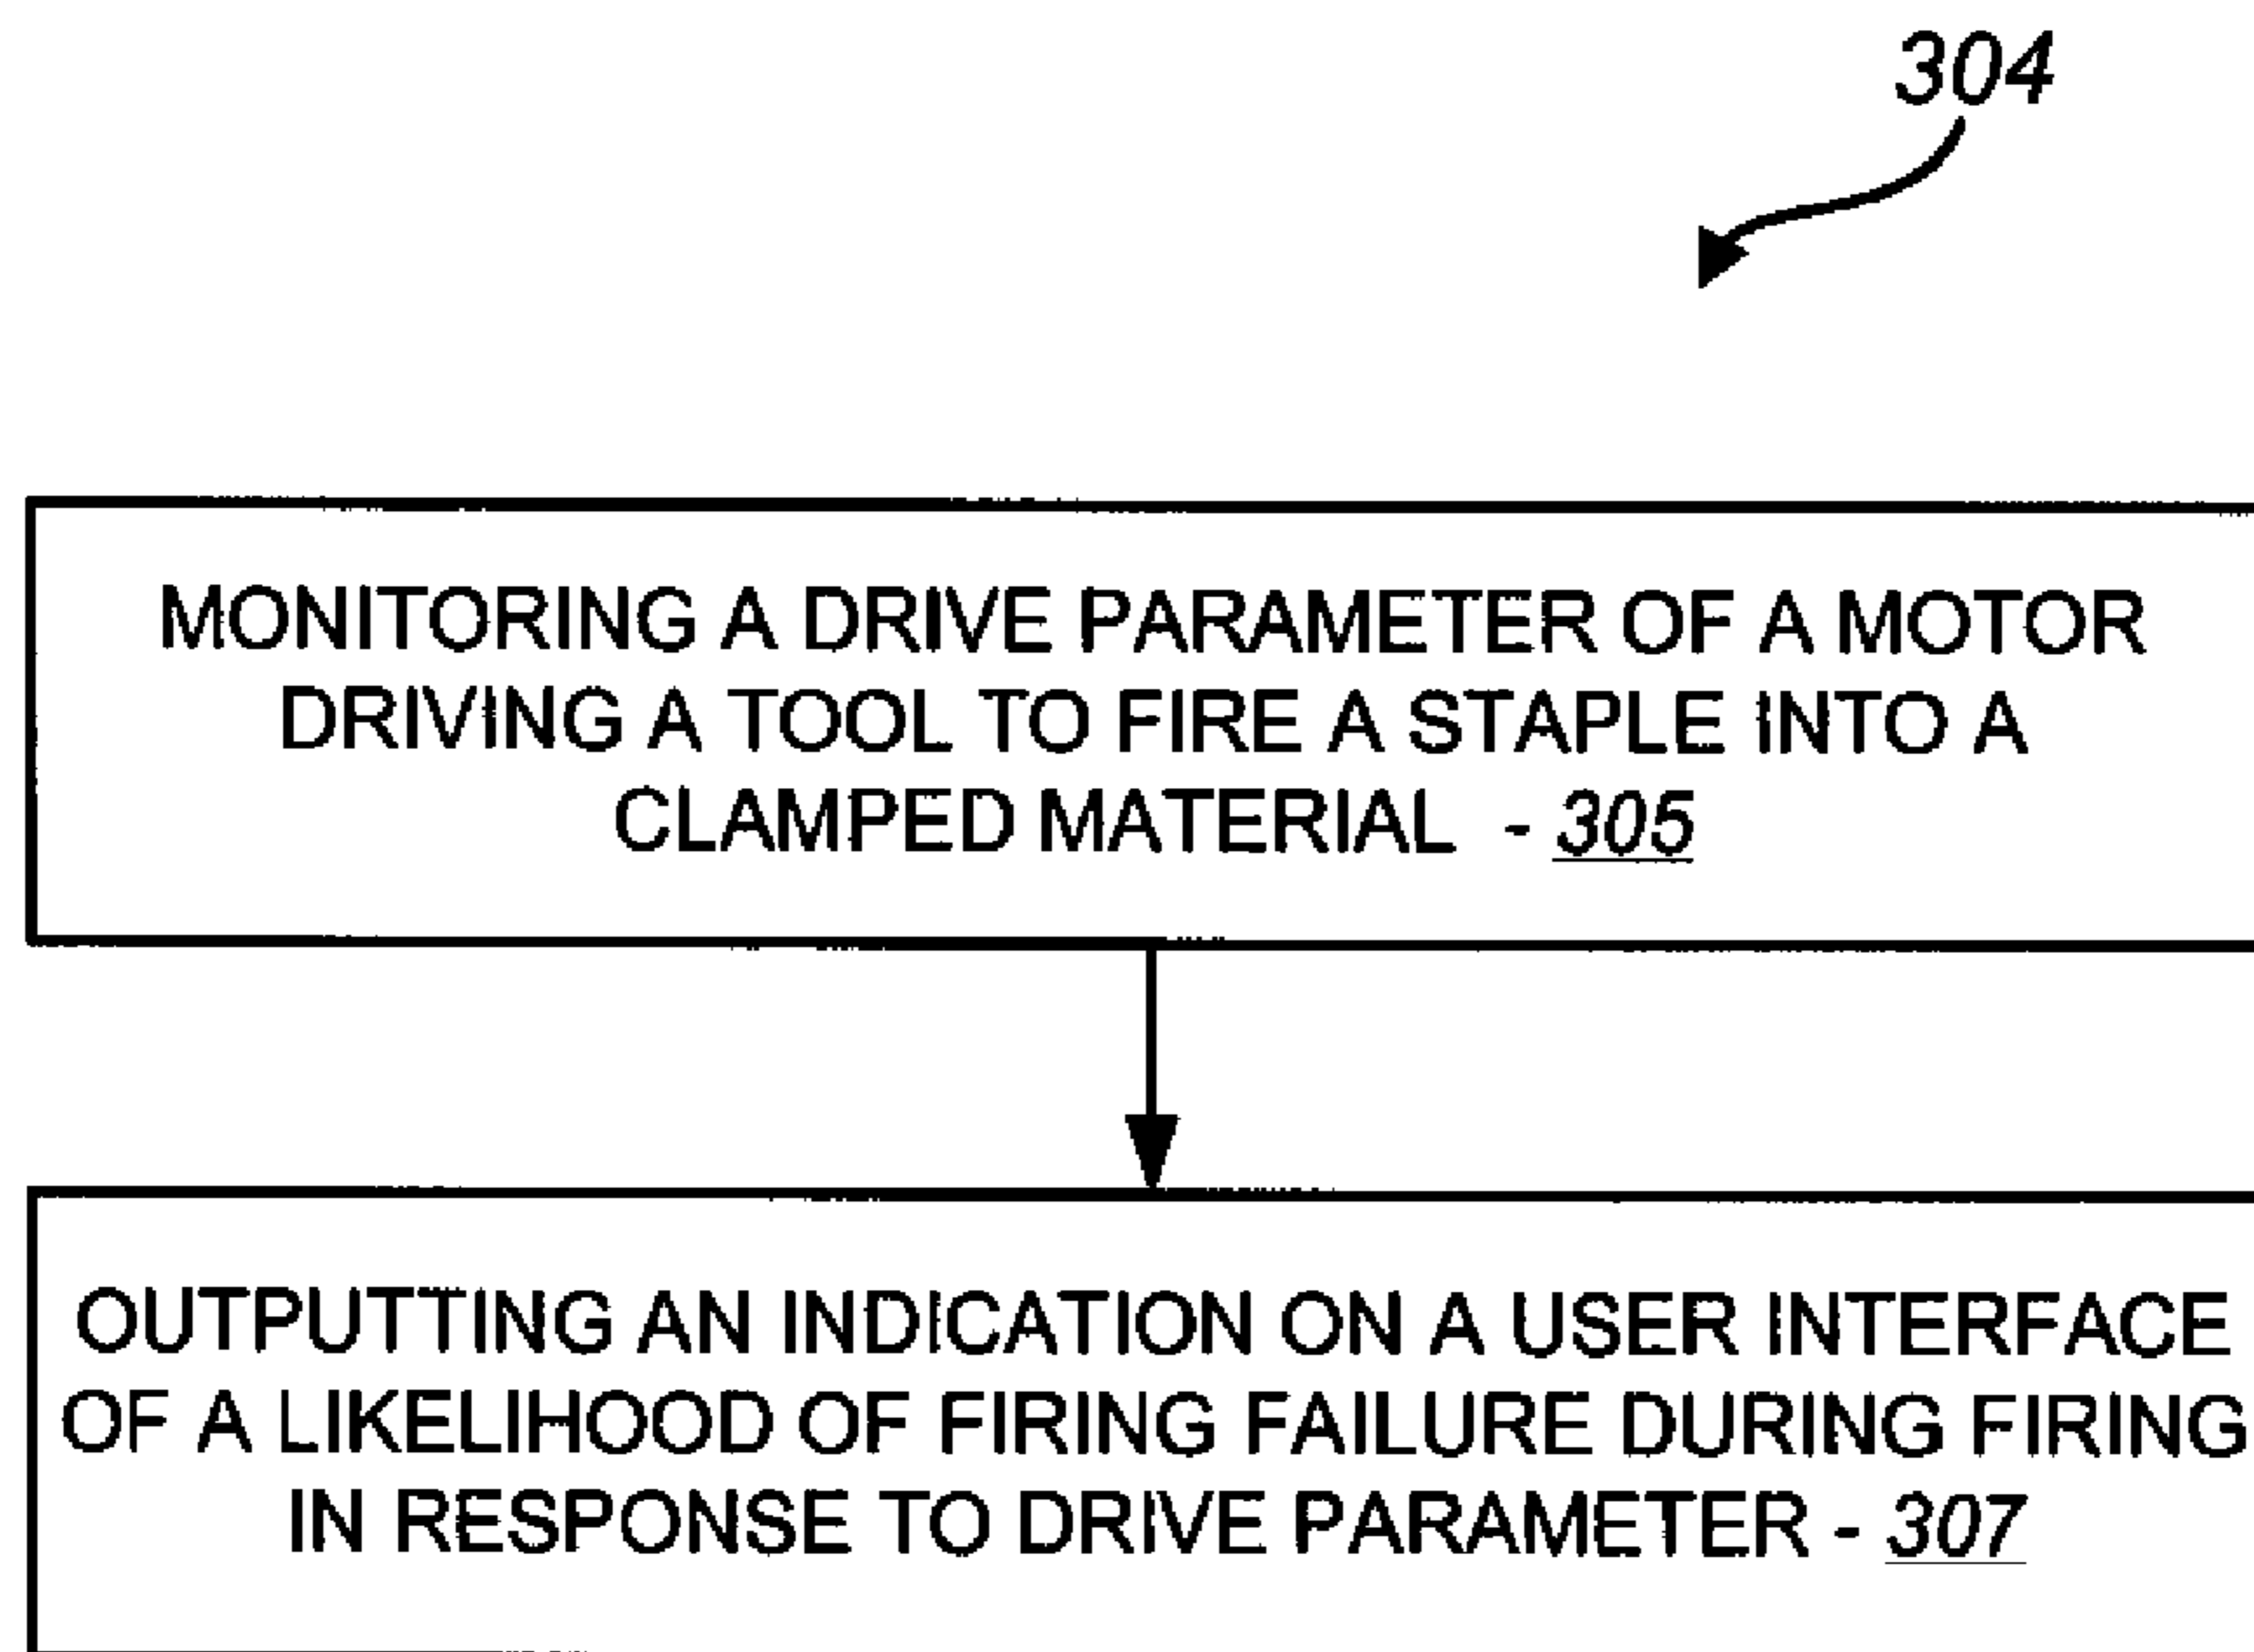 304
MONITORING A DRIVE PARAMETER OF A MOTOR
DRIVING A TOOL TO FIRE A STAPLE INTO A
CLAMPED MATERIAL - 305
OUTPUTTING AN INDICATION ON A USER INTERFACE
OF A LIKELIHOOD OF FIRING FAILURE DURING FIRING
IN RESPONSE TO DRIVE PARAMETER - 307